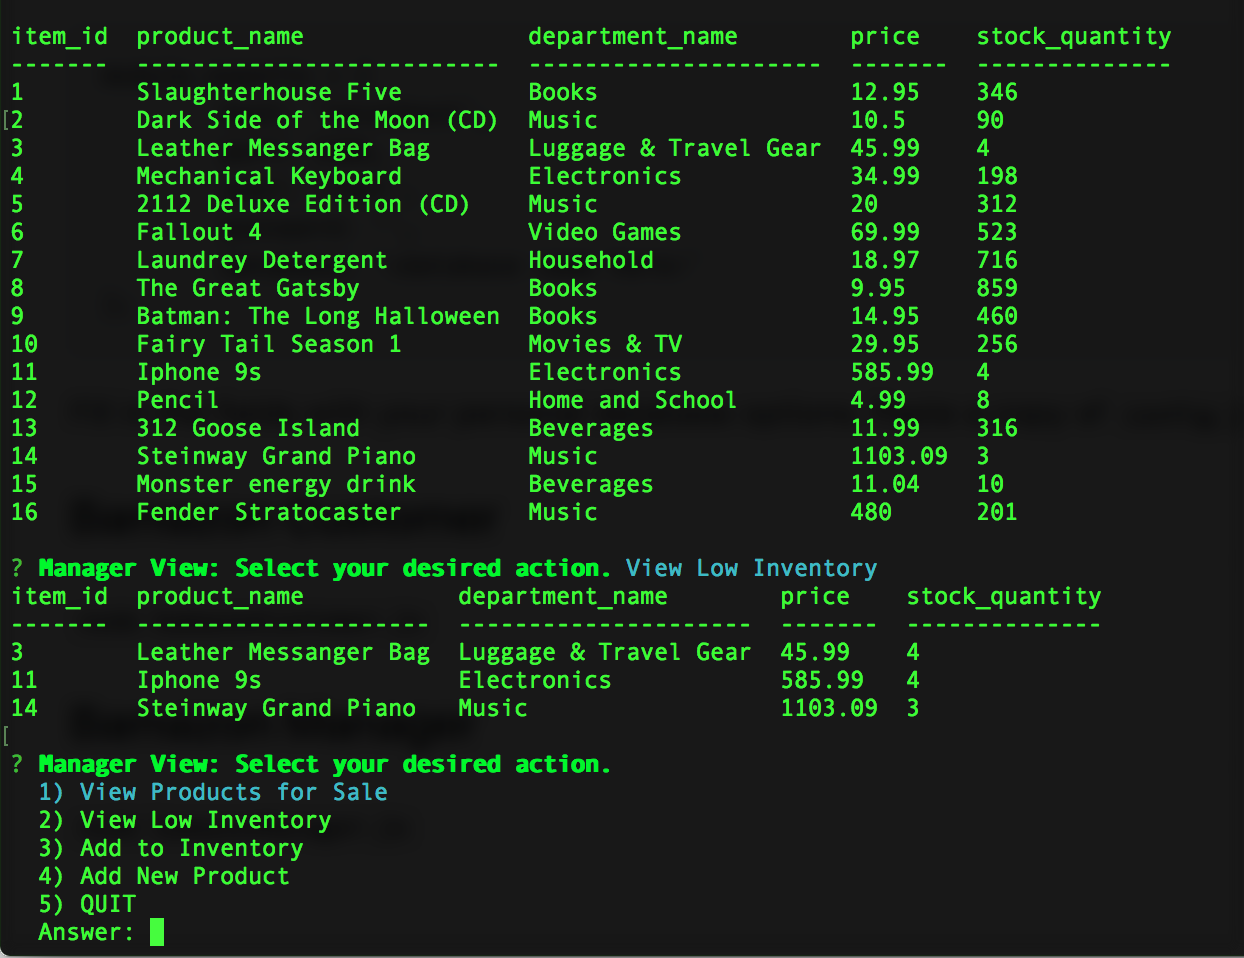 item_id  product_name                department_name        price    stock_quantity
-------  --------------------------  ---------------------  -------  --------------
1        Slaughterhouse Five         Books                  12.95    346
2        Dark Side of the Moon (CD)  Music                  10.5     90
3        Leather Messanger Bag       Luggage & Travel Gear  45.99    4
4        Mechanical Keyboard         Electronics            34.99    198
5        2112 Deluxe Edition (CD)    Music                  20       312
6        Fallout 4                   Video Games            69.99    523
7        Laundrey Detergent          Household              18.97    716
8        The Great Gatsby            Books                  9.95     859
9        Batman: The Long Halloween  Books                  14.95    460
10       Fairy Tail Season 1         Movies & TV            29.95    256
11       Iphone 9s                   Electronics            585.99   4
12       Pencil                      Home and School        4.99     8
13       312 Goose Island            Beverages              11.99    316
14       Steinway Grand Piano        Music                  1103.09  3
15       Monster energy drink        Beverages              11.04    10
16       Fender Stratocaster         Music                  480      201
? Manager View: Select your desired action. View Low Inventory
item_id  product_name           department_name        price    stock_quantity
-------  ---------------------  ---------------------  -------  --------------
3        Leather Messanger Bag  Luggage & Travel Gear  45.99    4
11       Iphone 9s              Electronics            585.99   4
14       Steinway Grand Piano   Music                  1103.09  3
? Manager View: Select your desired action.
1) View Products for Sale
2) View Low Inventory
3) Add to Inventory
4) Add New Product
5) QUIT
Answer: